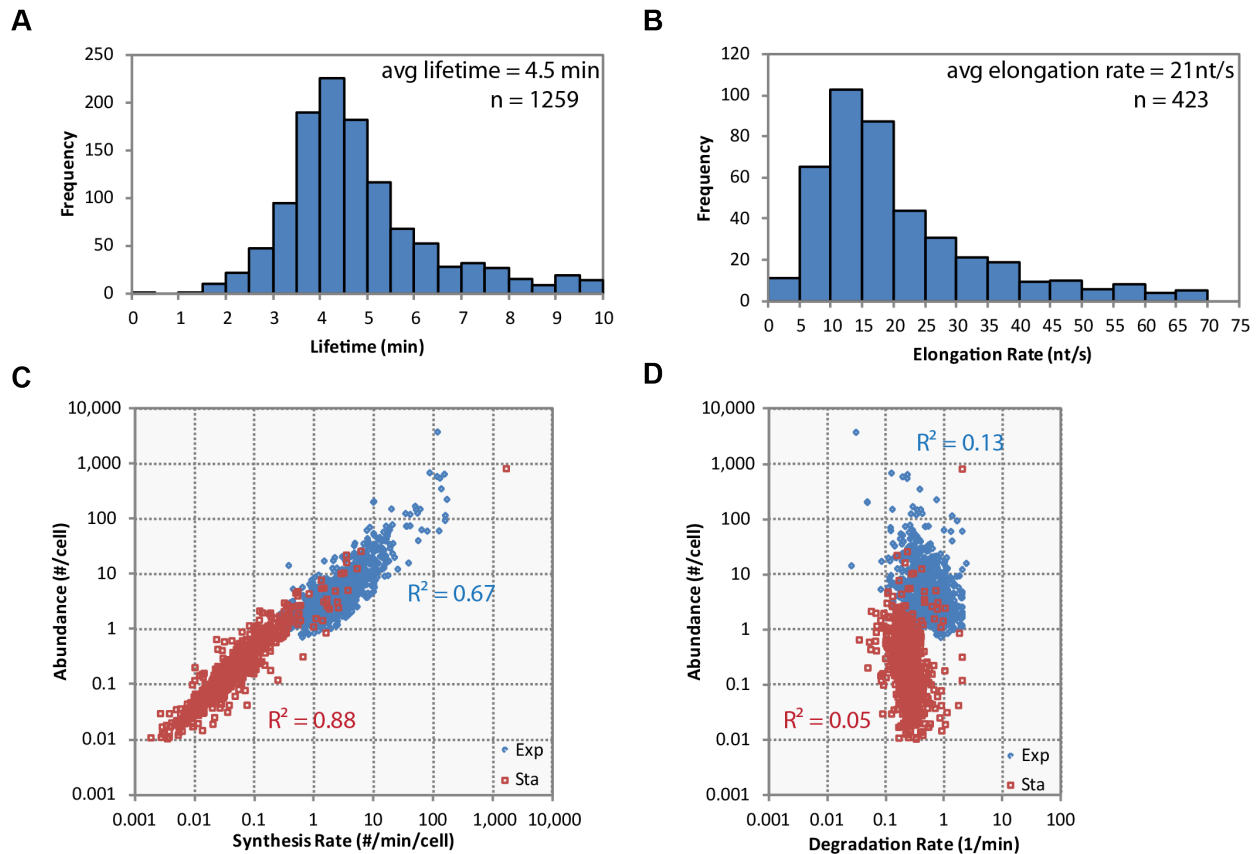 A
avg lifetime = 4.5 min
n = 1259
Frequency
250
200
150
100
50
0
0 1 2 3 4 5 6 7 8 9 10
Lifetime (min)
B
avg elongation rate = 21nt/s
n = 423
Frequency
120
100
80
60
40
20
0
0 5 10 15 20 25 30 35 40 45 50 55 60 65 70 75
Elongation Rate (nt/s)
C
Abundance (#/cell)
10,000
1,000
100
10
1
0.1
0.01
0.001
R² = 0.67
R² = 0.88
Exp
Sta
0.001 0.01 0.1 1 10 100 1,000 10,000
Synthesis Rate (#/min/cell)
D
Abundance (#/cell)
10,000
1,000
100
10
1
0.1
0.01
0.001
R² = 0.13
R² = 0.05
Exp
Sta
0.001 0.01 0.1 1 10 100
Degradation Rate (1/min)